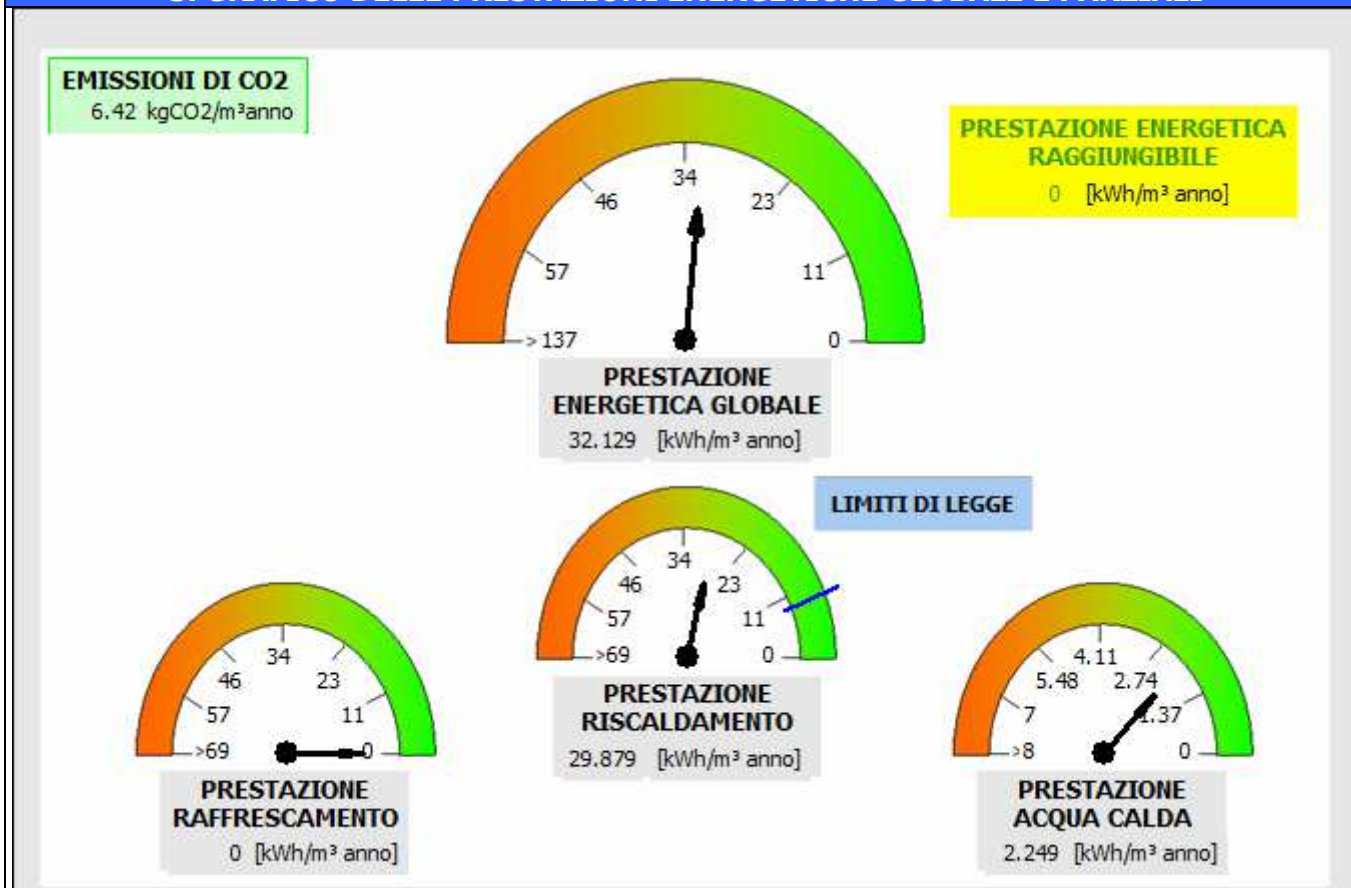 EMISSIONI DI CO2
6.42 kgCO2/m³anno
PRESTAZIONE ENERGETICA
RAGGIUNGIBILE
0 [kWh/m³ anno]
34
46
23
57
11
> 137
0
PRESTAZIONE
ENERGETICA GLOBALE
32.129 [kWh/m³ anno]
LIMITI DI LEGGE
34
46
23
57
11
>69
0
PRESTAZIONE
RISCALDAMENTO
29.879 [kWh/m³ anno]
34
46
23
57
11
>69
0
PRESTAZIONE
RAFFRESCAMENTO
0 [kWh/m³ anno]
4.11
5.48
2.74
7
1.37
>8
0
PRESTAZIONE
ACQUA CALDA
2.249 [kWh/m³ anno]